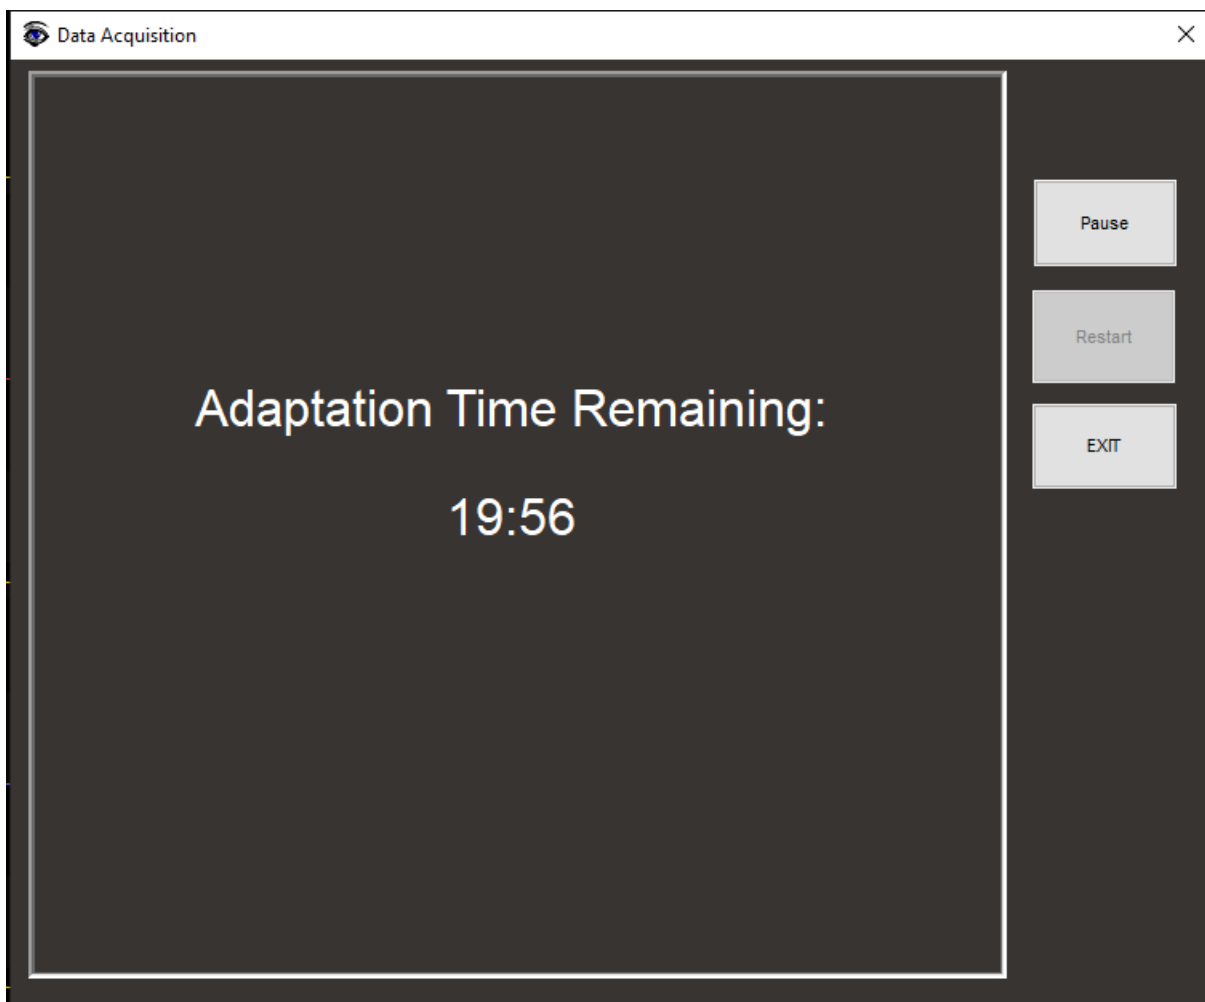 Data Acquisition
Pause
Restart
Adaptation Time Remaining:
EXIT
19:56